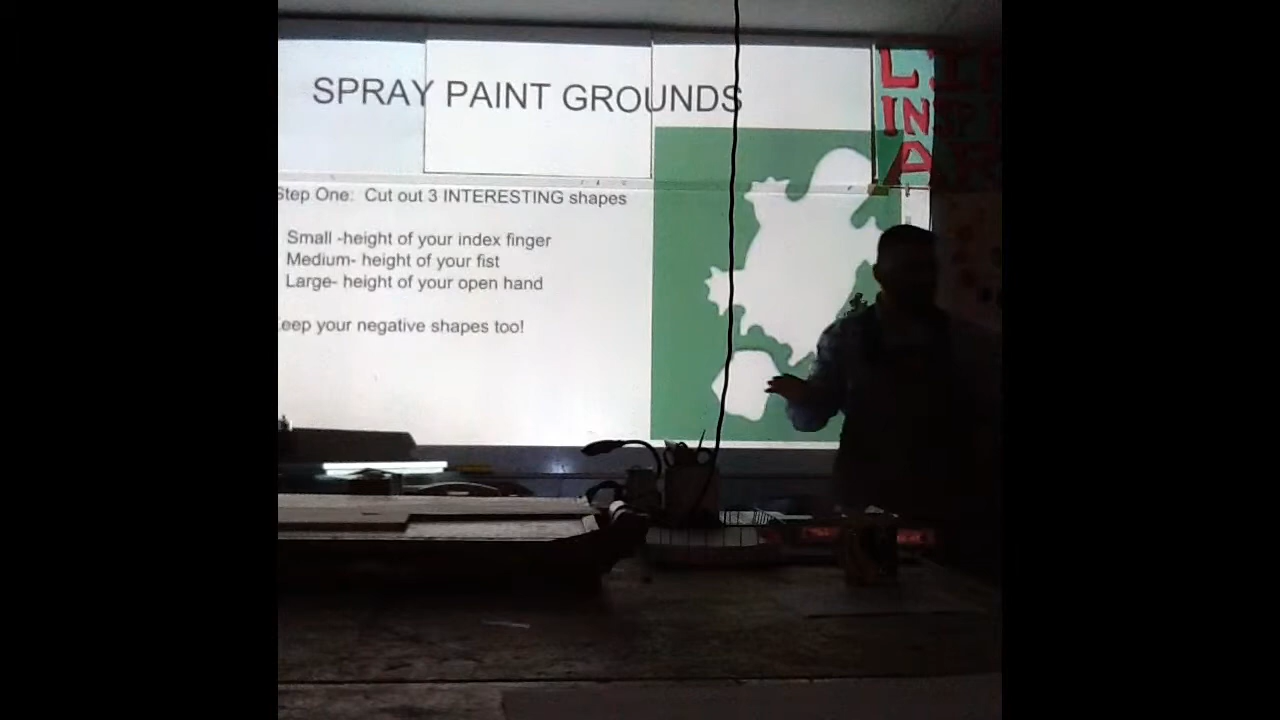 SPRAY PAINT GROUNDS
Step One: Cut out 3 INTERESTING shapes
Small -height of your index finger
Medium- height of your fist
Large- height of your open hand
your negative shapes too!